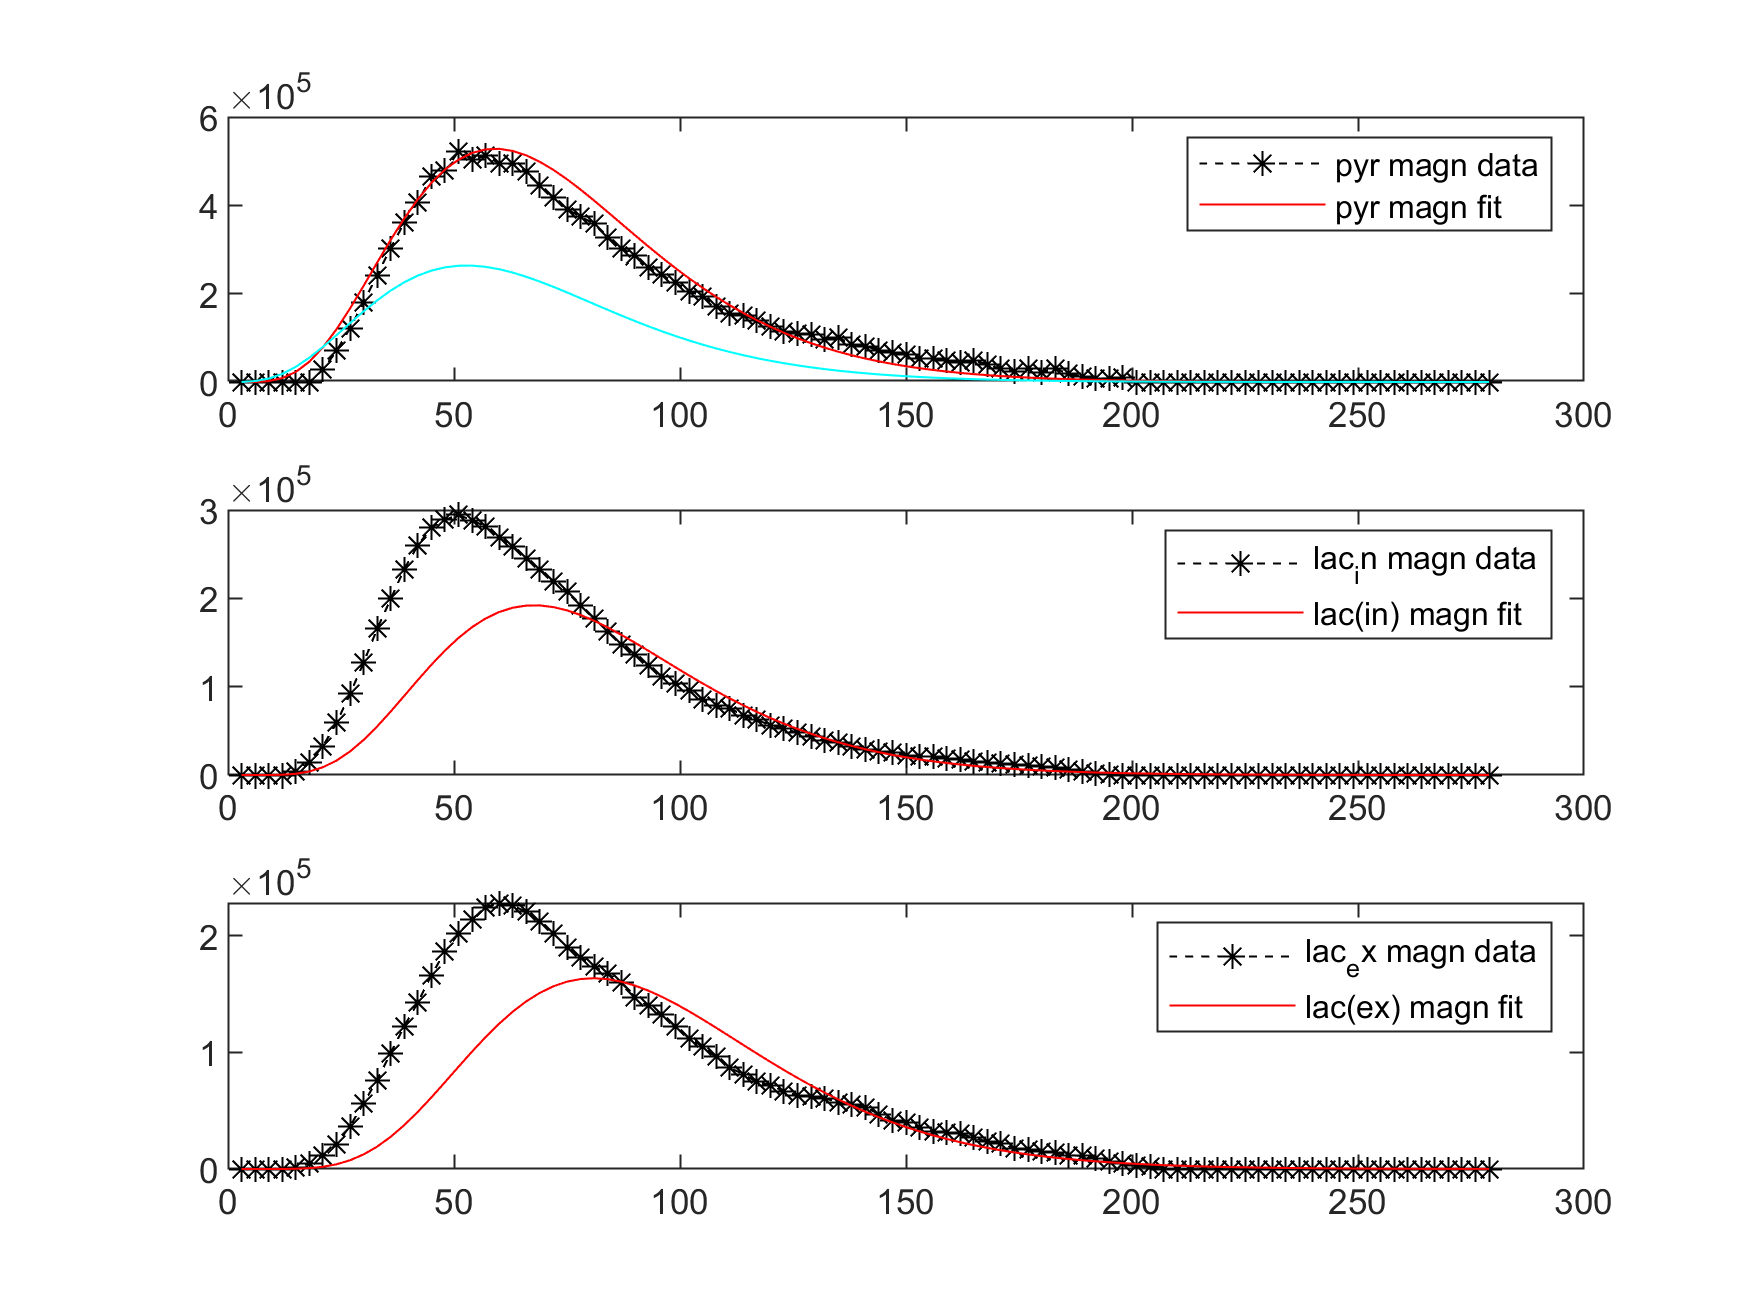 ×10^5
6
4
2
0
0 50 100 150 200 250 300
pyr magn data
pyr magn fit
×10^5
3
2
1
0
0 50 100 150 200 250 300
lac_in magn data
lac(in) magn fit
×10^5
2
1
0
0 50 100 150 200 250 300
lac_ex magn data
lac(ex) magn fit